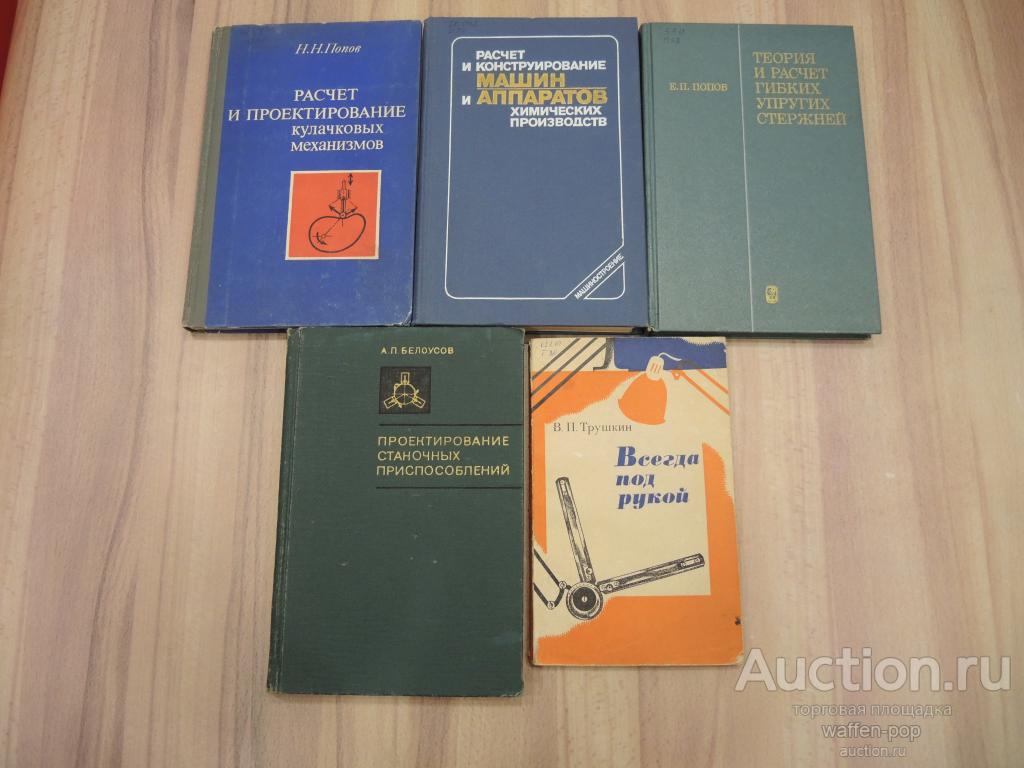 Н.Н.Попов
РАСЧЕТ
И ПРОЕКТИРОВАНИЕ
кулачковых
механизмов
РАСЧЕТ
И КОНСТРУИРОВАНИЕ
МАШИН
И АППАРАТОВ
ХИМИЧЕСКИХ
ПРОИЗВОДСТВ
МАШИНОСТРОЕНИЕ
Е.П. ПОПОВ
ТЕОРИЯ
И РАСЧЕТ
ГИБКИХ
УПРУГИХ
СТЕРЖНЕЙ
А.П. БЕЛОУСОВ
ПРОЕКТИРОВАНИЕ
СТАНОЧНЫХ
ПРИСПОСОБЛЕНИЙ
В. П. Трушкин
Всегда
под
рукой
Auction.ru
торговая площадка
waffen-pop
auction.ru